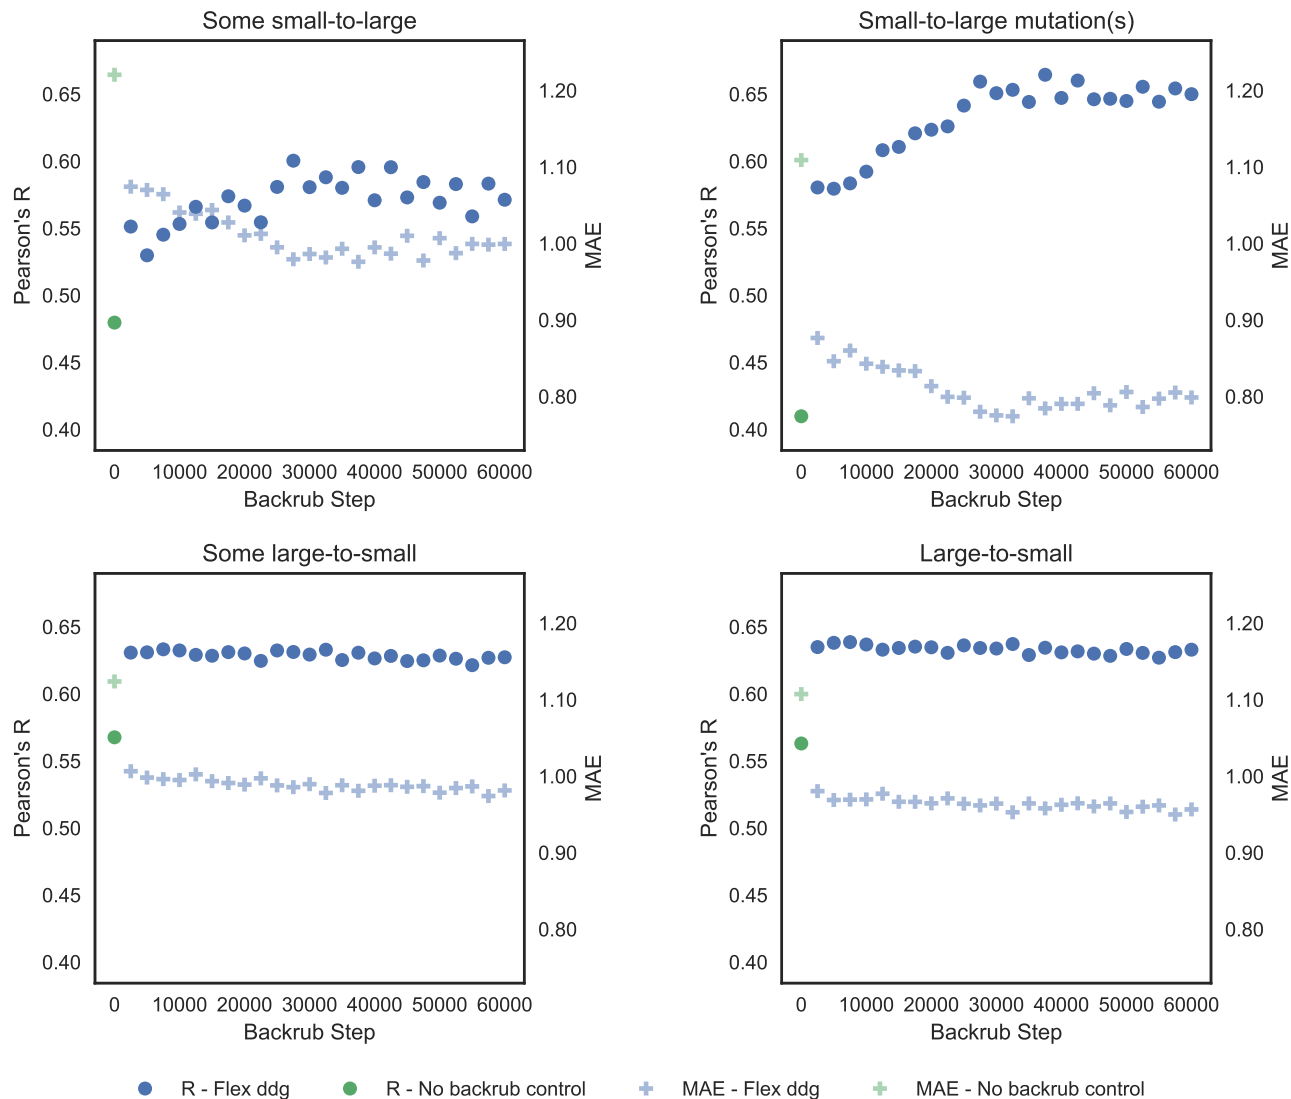 Some small-to-large
Small-to-large mutation(s)
Pearson's R
0.65
0.60
0.55
0.50
0.45
0.40
1.20
1.10
1.00
0.90
0.80
MAE
0 10000 20000 30000 40000 50000 60000
Backrub Step
Pearson's R
0.65
0.60
0.55
0.50
0.45
0.40
1.20
1.10
1.00
0.90
0.80
MAE
0 10000 20000 30000 40000 50000 60000
Backrub Step
Some large-to-small
Large-to-small
Pearson's R
0.65
0.60
0.55
0.50
0.45
0.40
1.20
1.10
1.00
0.90
0.80
MAE
0 10000 20000 30000 40000 50000 60000
Backrub Step
Pearson's R
0.65
0.60
0.55
0.50
0.45
0.40
1.20
1.10
1.00
0.90
0.80
MAE
0 10000 20000 30000 40000 50000 60000
Backrub Step
R - Flex ddg R - No backrub control MAE - Flex ddg MAE - No backrub control